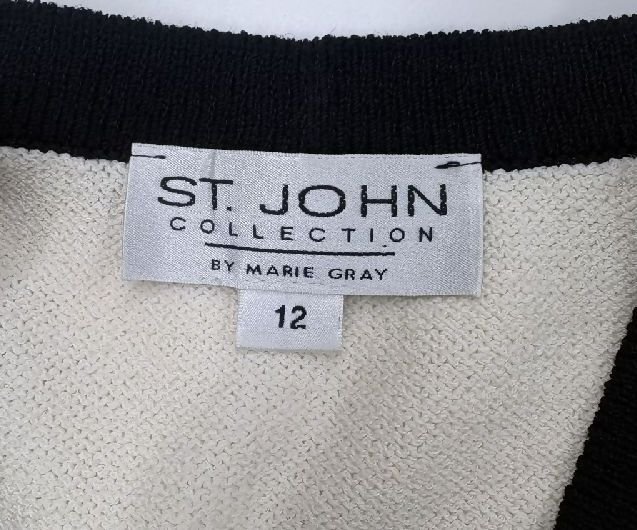 ST. JOHN
COLLECTION
BY MARIE GRAY
12